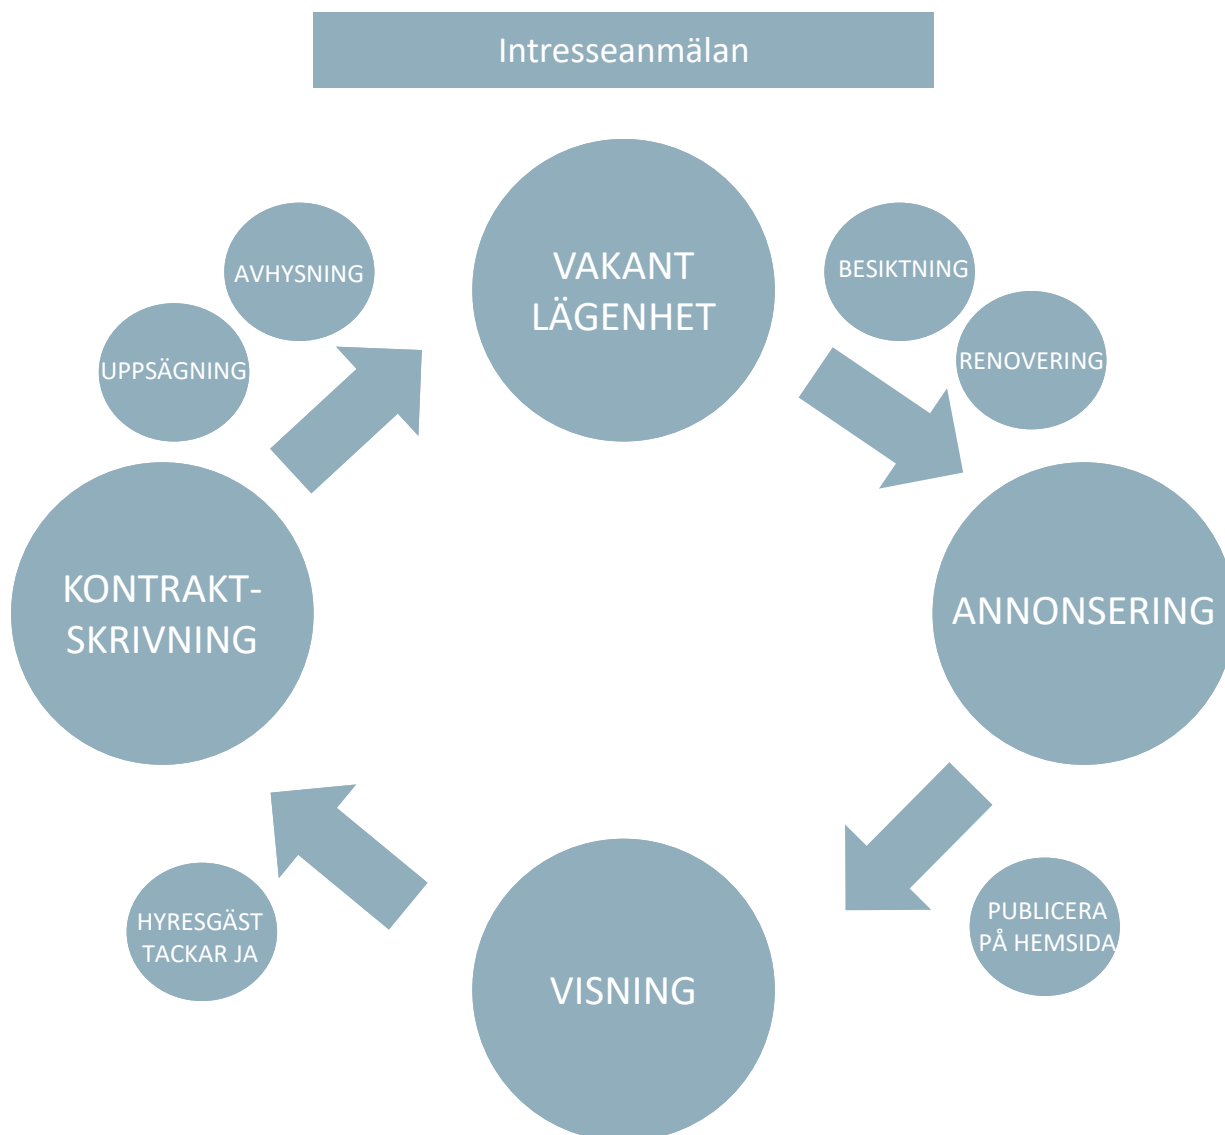 Intresseanmälan
VAKANT
LÄGENHET
BESIKTNING
RENOVERING
ANNONSERING
PUBLICERA
PÅ HEMSIDA
VISNING
HYRESGÄST
TACKAR JA
KONTRAKT-
SKRIVNING
UPPSÄGNING
AVHYSNING